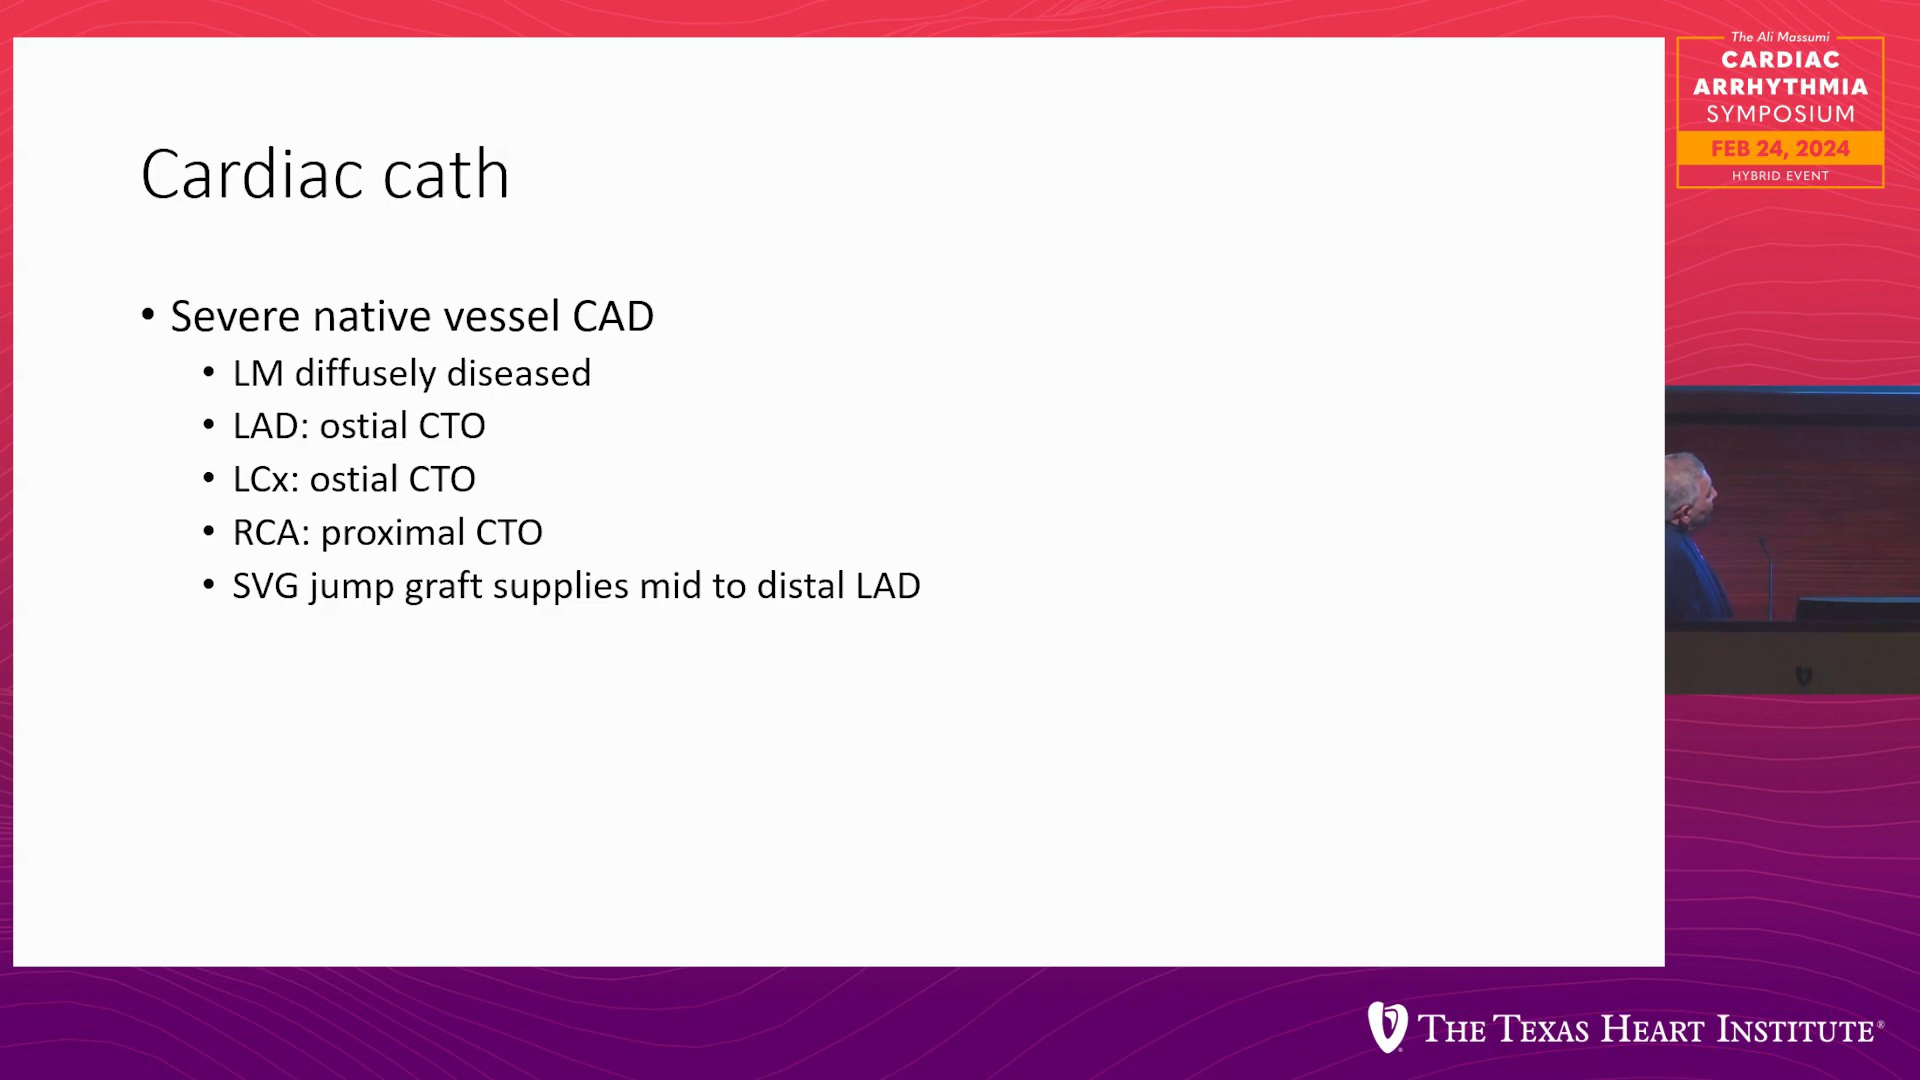 Cardiac cath
• Severe native vessel CAD
• LM diffusely diseased
• LAD: ostial CTO
• LCx: ostial CTO
• RCA: proximal CTO
• SVG jump graft supplies mid to distal LAD
The Ali Massumi
CARDIAC
ARRHYTHMIA
SYMPOSIUM
FEB 24, 2024
HYBRID EVENT
THE TEXAS HEART INSTITUTE®